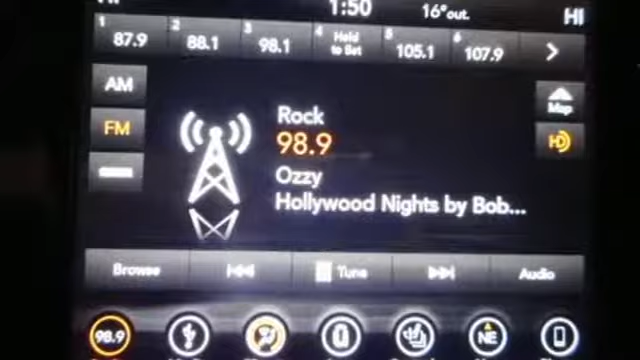 1:50 16° out. HI
1 87.9 2 88.1 3 98.1 4 Hold to Set 5 105.1 6 107.9
AM
FM
Map
HD
Rock
98.9
Ozzy
Hollywood Nights by Bob...
Browse Tune Audio
98.9 NE